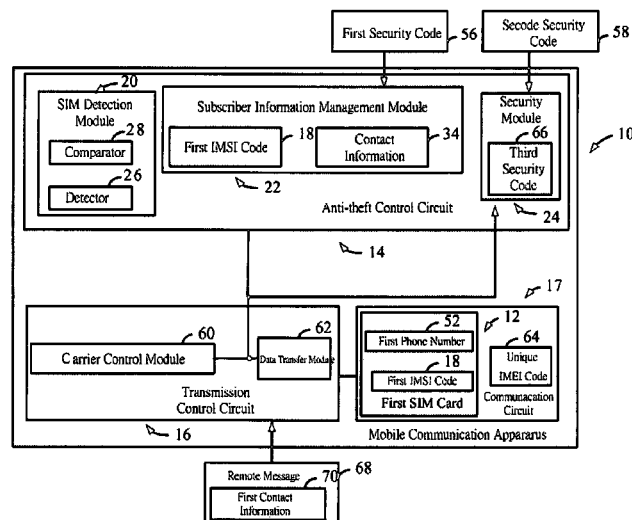 First Security Code
56
Secode Security
Code
58
20
SIM Detection
Module
28
Comparator
26
Detector
Subscriber Information Management Module
18
First IMSI Code
34
Contact
Information
22
Security
Module
66
Third
Security
Code
24
10
Anti-theft Control Circuit
14
17
60
Carrier Control Module
62
Data Transfer Module
Transmission
Control Circuit
16
52
First Phone Number
12
18
First IMSI Code
First SIM Card
64
Unique
IMEI Code
Communacation
Circuit
Mobile Communication Appararus
Remote Message
68
70
First Contact
Information